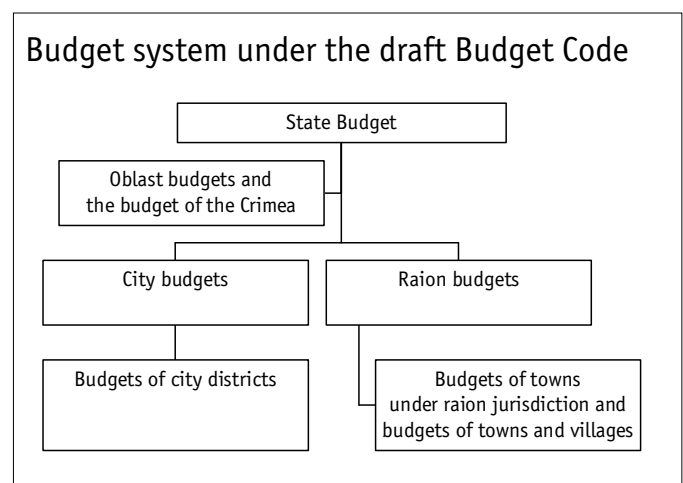 Budget system under the draft Budget Code
State Budget
Oblast budgets and
the budget of the Crimea
City budgets
Raion budgets
Budgets of city districts
Budgets of towns
under raion jurisdiction and
budgets of towns and villages